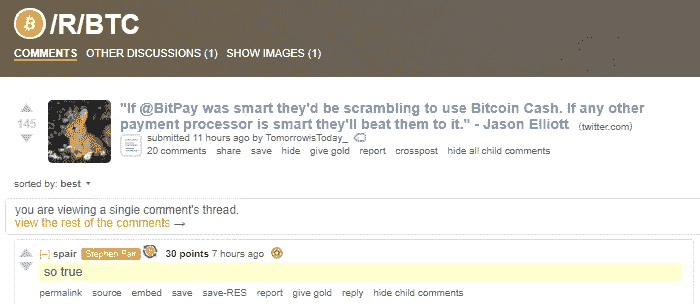 /R/BTC
COMMENTS OTHER DISCUSSIONS (1) SHOW IMAGES (1)
145
"If @BitPay was smart they'd be scrambling to use Bitcoin Cash. If any other
payment processor is smart they'll beat them to it." - Jason Elliott (twitter.com)
submitted 11 hours ago by TomorrowisToday_
20 comments share save hide give gold report crosspost hide all child comments
sorted by: best
you are viewing a single comment's thread.
view the rest of the comments →
[–] spair Stephen Pair 30 points 7 hours ago
so true
permalink source embed save save-RES report give gold reply hide child comments